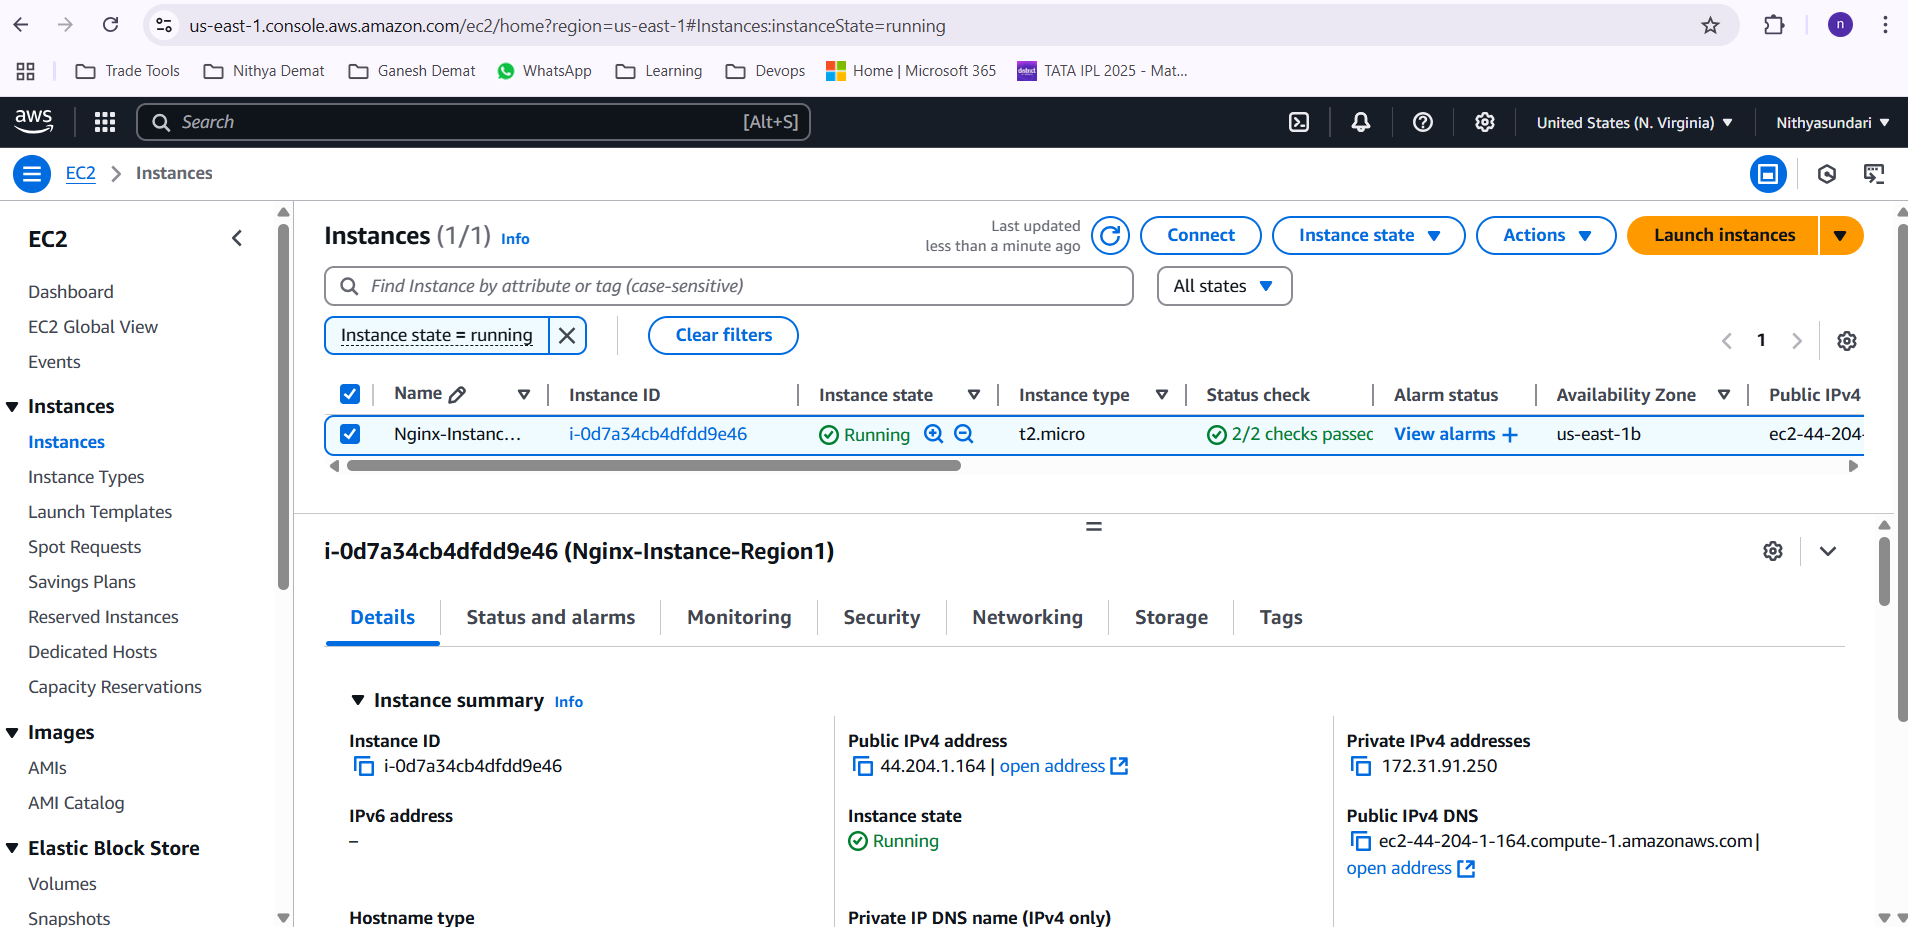 us-east-1.console.aws.amazon.com/ec2/home?region=us-east-1#Instances:instanceState=running
n
Trade Tools
Nithya Demat
Ganesh Demat
WhatsApp
Learning
Devops
Home | Microsoft 365
TATA IPL 2025 - Mat...
aws
Search
[Alt+S]
United States (N. Virginia)
Nithyasundari
EC2
Instances
EC2
Dashboard
EC2 Global View
Events
Instances
Instances
Instance Types
Launch Templates
Spot Requests
Savings Plans
Reserved Instances
Dedicated Hosts
Capacity Reservations
Images
AMIs
AMI Catalog
Elastic Block Store
Volumes
Snapshots
Instances (1/1) Info
Last updated
less than a minute ago
Connect
Instance state
Actions
Launch instances
Find Instance by attribute or tag (case-sensitive)
All states
Instance state = running
Clear filters
1
Name
Instance ID
Instance state
Instance type
Status check
Alarm status
Availability Zone
Public IPv4
Nginx-Instanc...
i-0d7a34cb4dfdd9e46
Running
t2.micro
2/2 checks passed
View alarms +
us-east-1b
ec2-44-204-
i-0d7a34cb4dfdd9e46 (Nginx-Instance-Region1)
Details
Status and alarms
Monitoring
Security
Networking
Storage
Tags
Instance summary Info
Instance ID
i-0d7a34cb4dfdd9e46
Public IPv4 address
44.204.1.164 | open address
Private IPv4 addresses
172.31.91.250
IPv6 address
–
Instance state
Running
Public IPv4 DNS
ec2-44-204-1-164.compute-1.amazonaws.com |
open address
Hostname type
Private IP DNS name (IPv4 only)